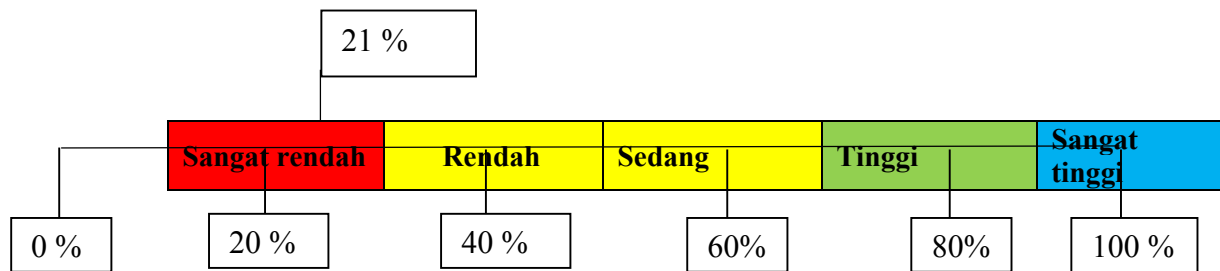 21 %
Sangat rendah
Rendah
Sedang
Tinggi
Sangat
tinggi
0 %
20 %
40 %
60%
80%
100 %